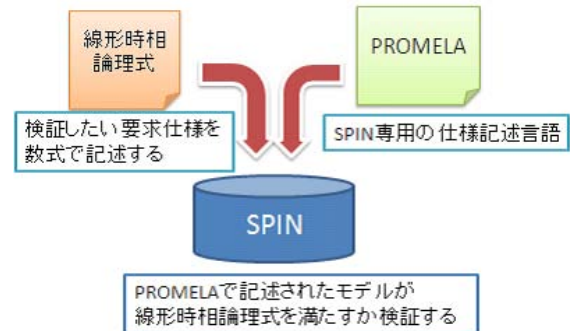 線形時相
論理式
PROMELA
検証したい要求仕様を
数式で記述する
SPIN専用の仕様記述言語
SPIN
PROMELAで記述されたモデルが
線形時相論理式を満たすか検証する